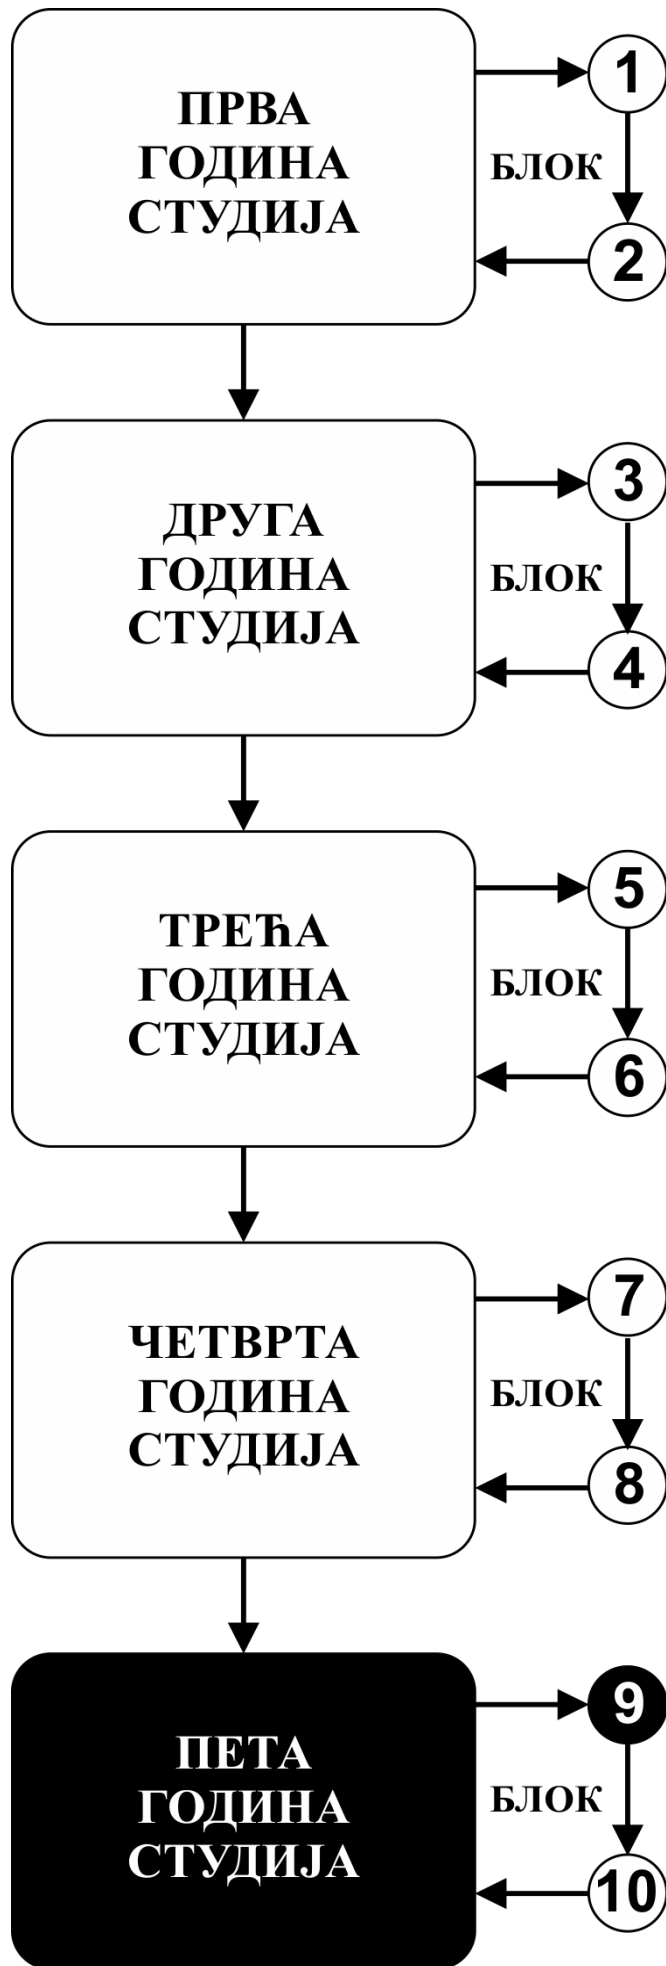 ПРВА
ГОДИНА
СТУДИЈА
1
БЛОК
2
ДРУГА
ГОДИНА
СТУДИЈА
3
БЛОК
4
ТРЕЋА
ГОДИНА
СТУДИЈА
5
БЛОК
6
ЧЕТВРТА
ГОДИНА
СТУДИЈА
7
БЛОК
8
ПЕТА
ГОДИНА
СТУДИЈА
9
БЛОК
10